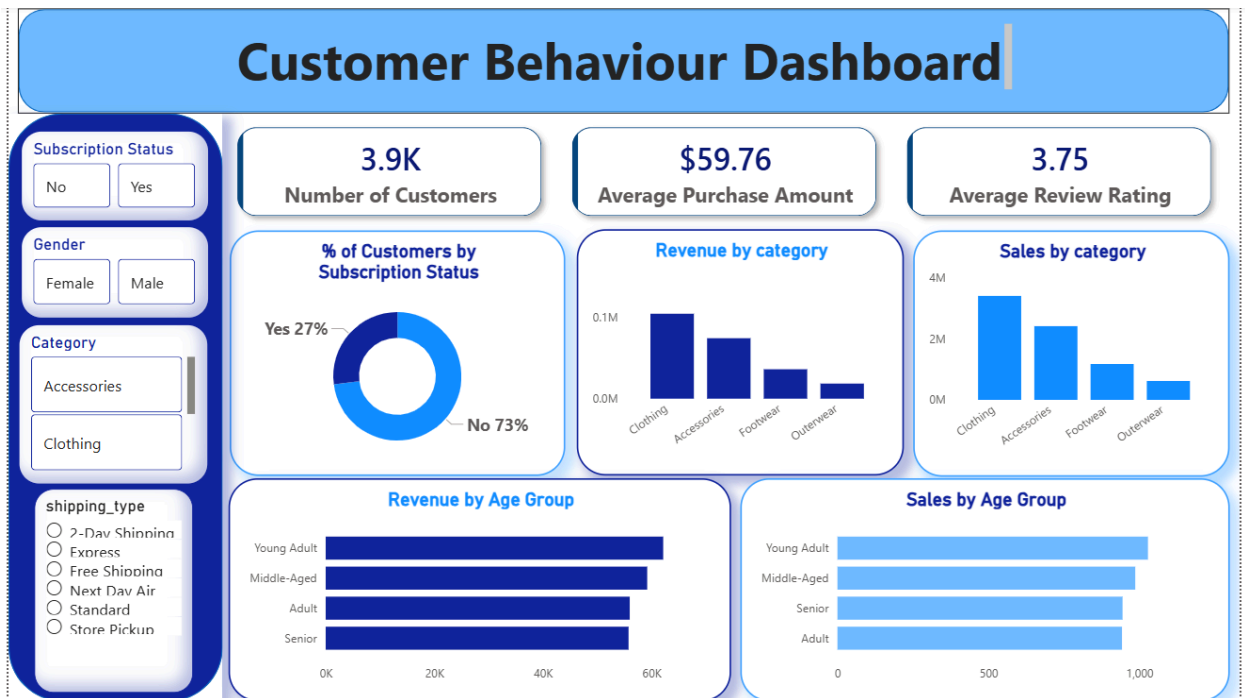 Customer Behaviour Dashboard
Subscription Status
No
Yes
Gender
Female
Male
Category
Accessories
Clothing
shipping_type
2-Day Shipping
Express
Free Shipping
Next Day Air
Standard
Store Pickup
3.9K
Number of Customers
$59.76
Average Purchase Amount
3.75
Average Review Rating
% of Customers by
Subscription Status
Yes 27%
No 73%
Revenue by category
0.1M
0.0M
Clothing
Accessories
Footwear
Outerwear
Sales by category
4M
2M
0M
Clothing
Accessories
Footwear
Outerwear
Revenue by Age Group
Young Adult
Middle-Aged
Adult
Senior
0K
20K
40K
60K
Sales by Age Group
Young Adult
Middle-Aged
Senior
Adult
0
500
1,000